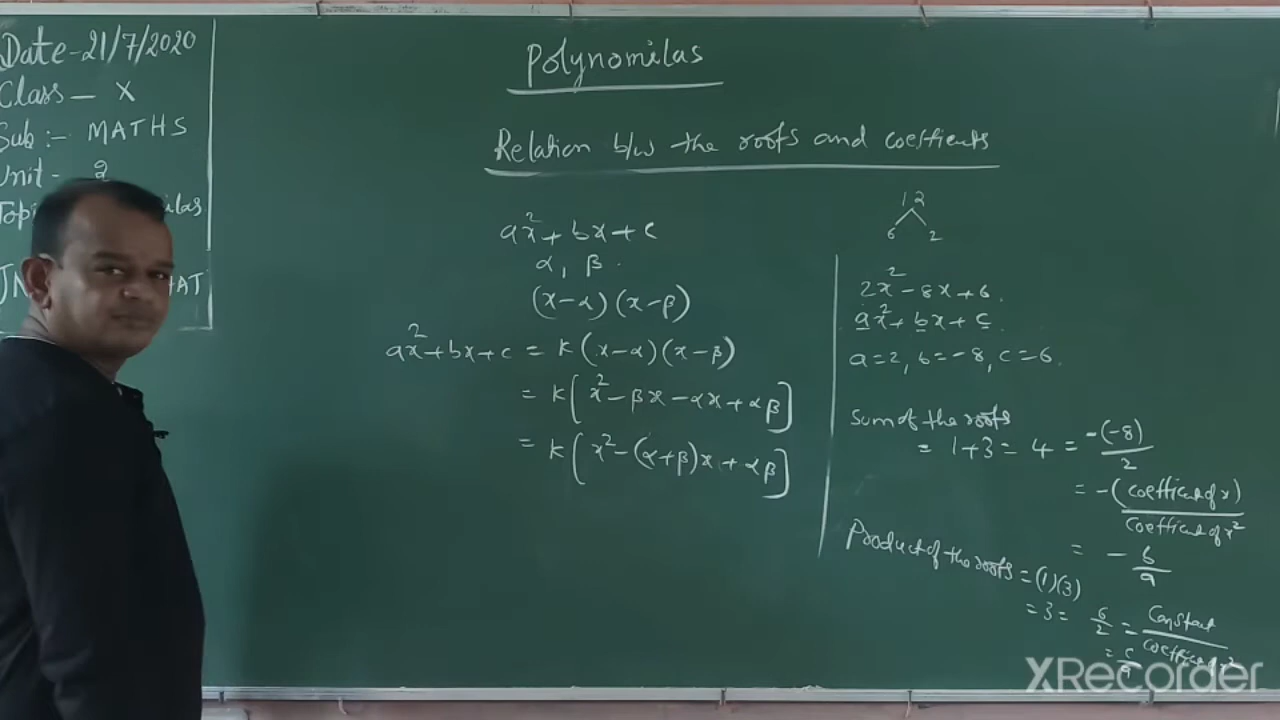 Date-21/7/2020
Class- X
Sub:- MATHS
Unit- 2
Polynomilas
Relation b/w the roots and coefficients
ax²+bx+c
α, β.
(x-α)(x-β)
ax²+bx+c = K(x-α)(x-β)
= K[x²-βx-αx+αβ]
= K[x²-(α+β)x+αβ]
12
6 2
2x²-8x+6.
ax²+bx+c.
a=2, b=-8, c=6.
Sum of the roots
= 1+3 = 4 = -(-8)/2
= -(coefficient of x)/coefficient of x²
= -b/a
Product of the roots = (1)(3)
= 3 = 6/2 = Constant/coefficient of x²
= c/a
XRecorder